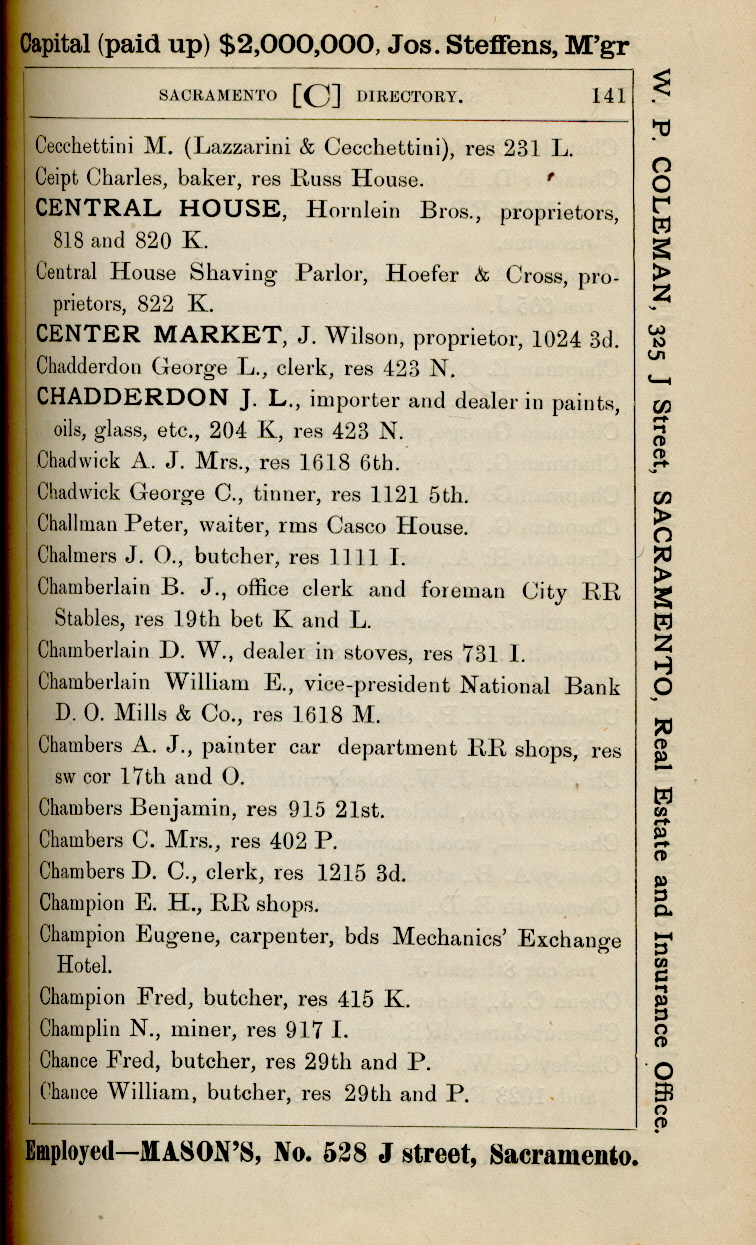 Capital (paid up) $2,000,000, Jos. Steffens, M'gr
SACRAMENTO [C] DIRECTORY. 141
Cecchettini M. (Lazzarini & Cecchettini), res 231 L.
Ceipt Charles, baker, res Russ House.
CENTRAL HOUSE, Hornlein Bros., proprietors,
818 and 820 K.
Central House Shaving Parlor, Hoefer & Cross, pro-
prietors, 822 K.
CENTER MARKET, J. Wilson, proprietor, 1024 3d.
Chadderdon George L., clerk, res 423 N.
CHADDERDON J. L., importer and dealer in paints,
oils, glass, etc., 204 K, res 423 N.
Chadwick A. J. Mrs., res 1618 6th.
Chadwick George C., tinner, res 1121 5th.
Challman Peter, waiter, rms Casco House.
Chalmers J. O., butcher, res 1111 I.
Chamberlain B. J., office clerk and foreman City RR
Stables, res 19th bet K and L.
Chamberlain D. W., dealer in stoves, res 731 I.
Chamberlain William E., vice-president National Bank
D. O. Mills & Co., res 1618 M.
Chambers A. J., painter car department RR shops, res
sw cor 17th and O.
Chambers Benjamin, res 915 21st.
Chambers C. Mrs., res 402 P.
Chambers D. C., clerk, res 1215 3d.
Champion E. H., RR shops.
Champion Eugene, carpenter, bds Mechanics' Exchange
Hotel.
Champion Fred, butcher, res 415 K.
Champlin N., miner, res 917 I.
Chance Fred, butcher, res 29th and P.
Chance William, butcher, res 29th and P.
Employed—MASON'S, No. 528 J street, Sacramento.
W. P. COLEMAN, 325 J Street, SACRAMENTO, Real Estate and Insurance Office.